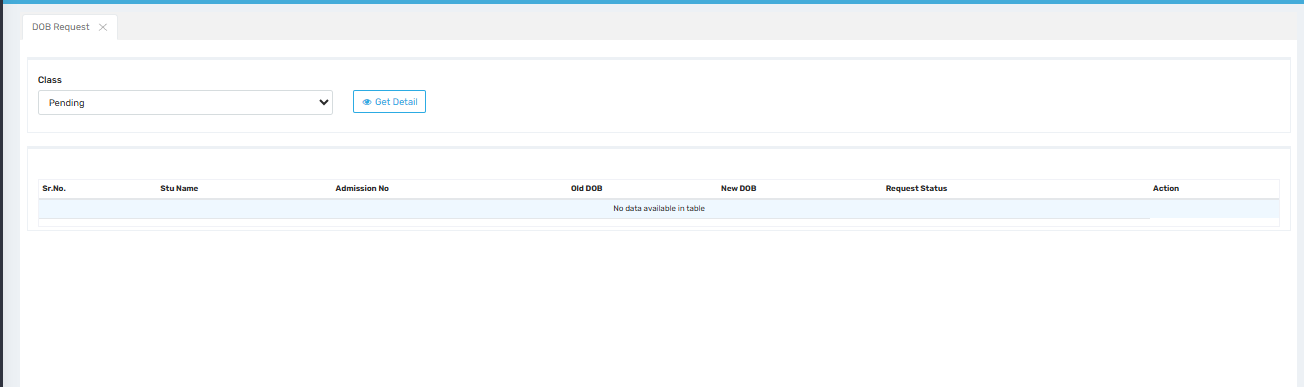 DOB Request
Class
Pending
Get Detail
Sr.No. Stu Name Admission No Old DOB New DOB Request Status Action
No data available in table